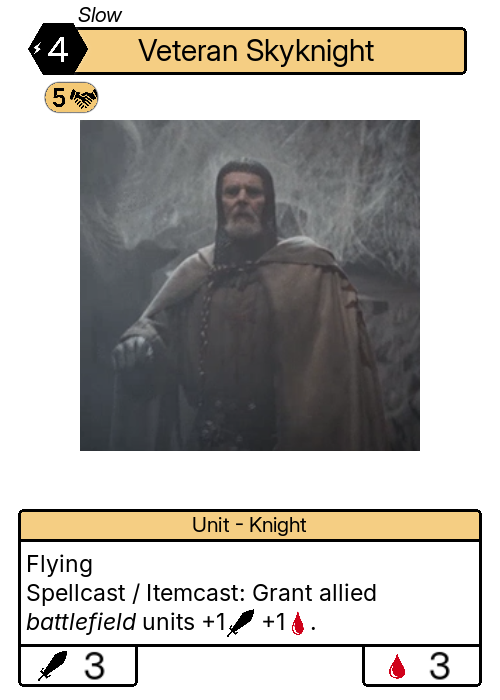 Slow
4
Veteran Skyknight
5
Unit - Knight
Flying
Spellcast / Itemcast: Grant allied
battlefield units +1 +1 .
3
3